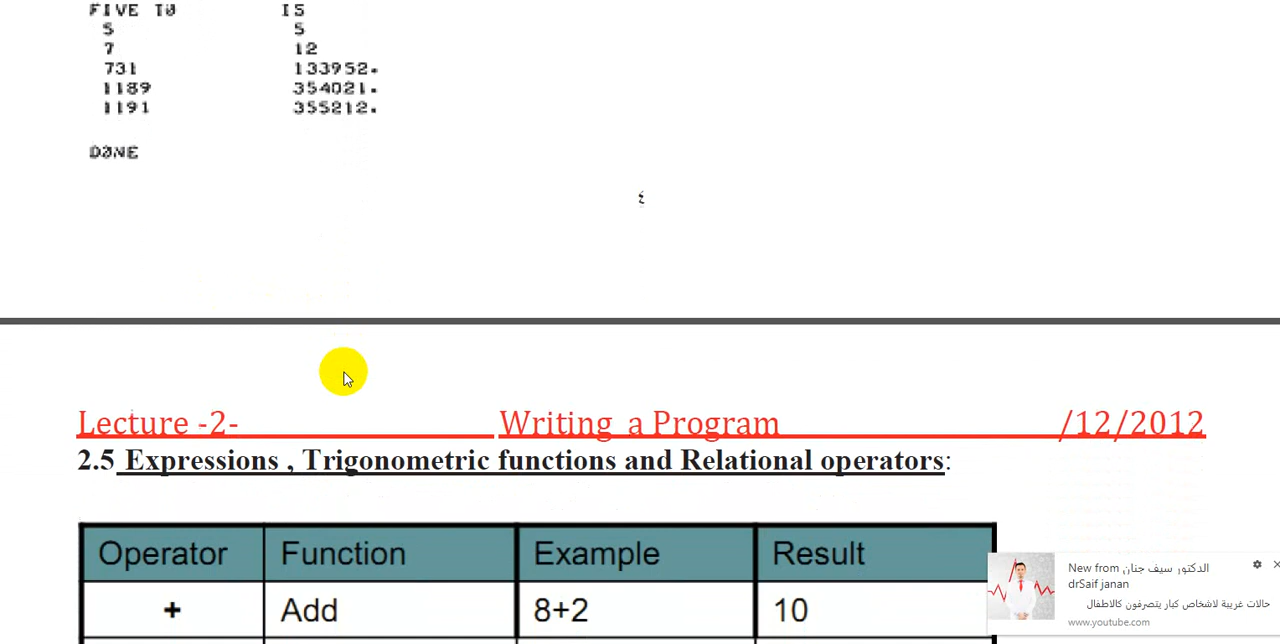 FIVE TO IS
5 5
7 12
731 133952.
1189 354021.
1191 355212.
DONE
٤
Lecture -2- Writing a Program /12/2012
2.5 Expressions , Trigonometric functions and Relational operators:
Operator Function Example Result
+ Add 8+2 10
New from الدكتور سيف جنان
drSaif janan
حالات غريبة لاشخاص كبار يتصرفون كالاطفال
www.youtube.com